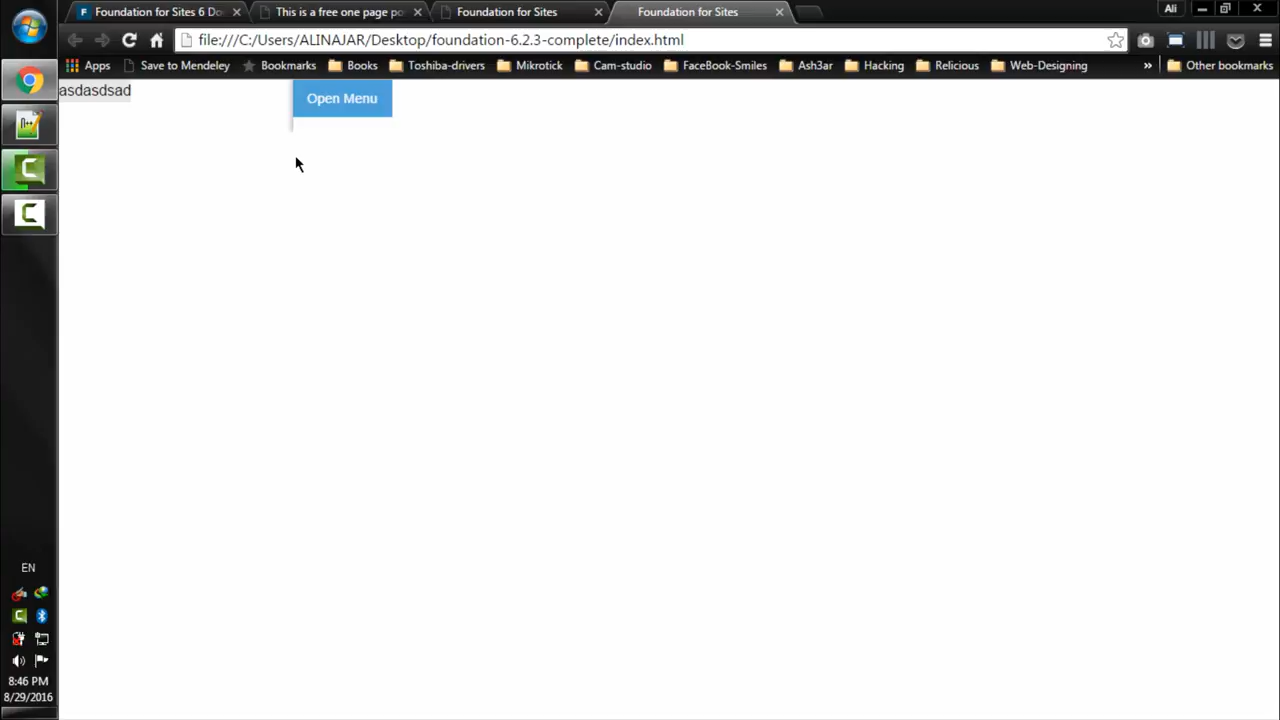 Foundation for Sites 6 Do
This is a free one page po
Foundation for Sites
Foundation for Sites
Ali
file:///C:/Users/ALINAJAR/Desktop/foundation-6.2.3-complete/index.html
Apps
Save to Mendeley
Bookmarks
Books
Toshiba-drivers
Mikrotick
Cam-studio
FaceBook-Smiles
Ash3ar
Hacking
Relicious
Web-Designing
»
Other bookmarks
asdasdsad
Open Menu
EN
8:46 PM
8/29/2016